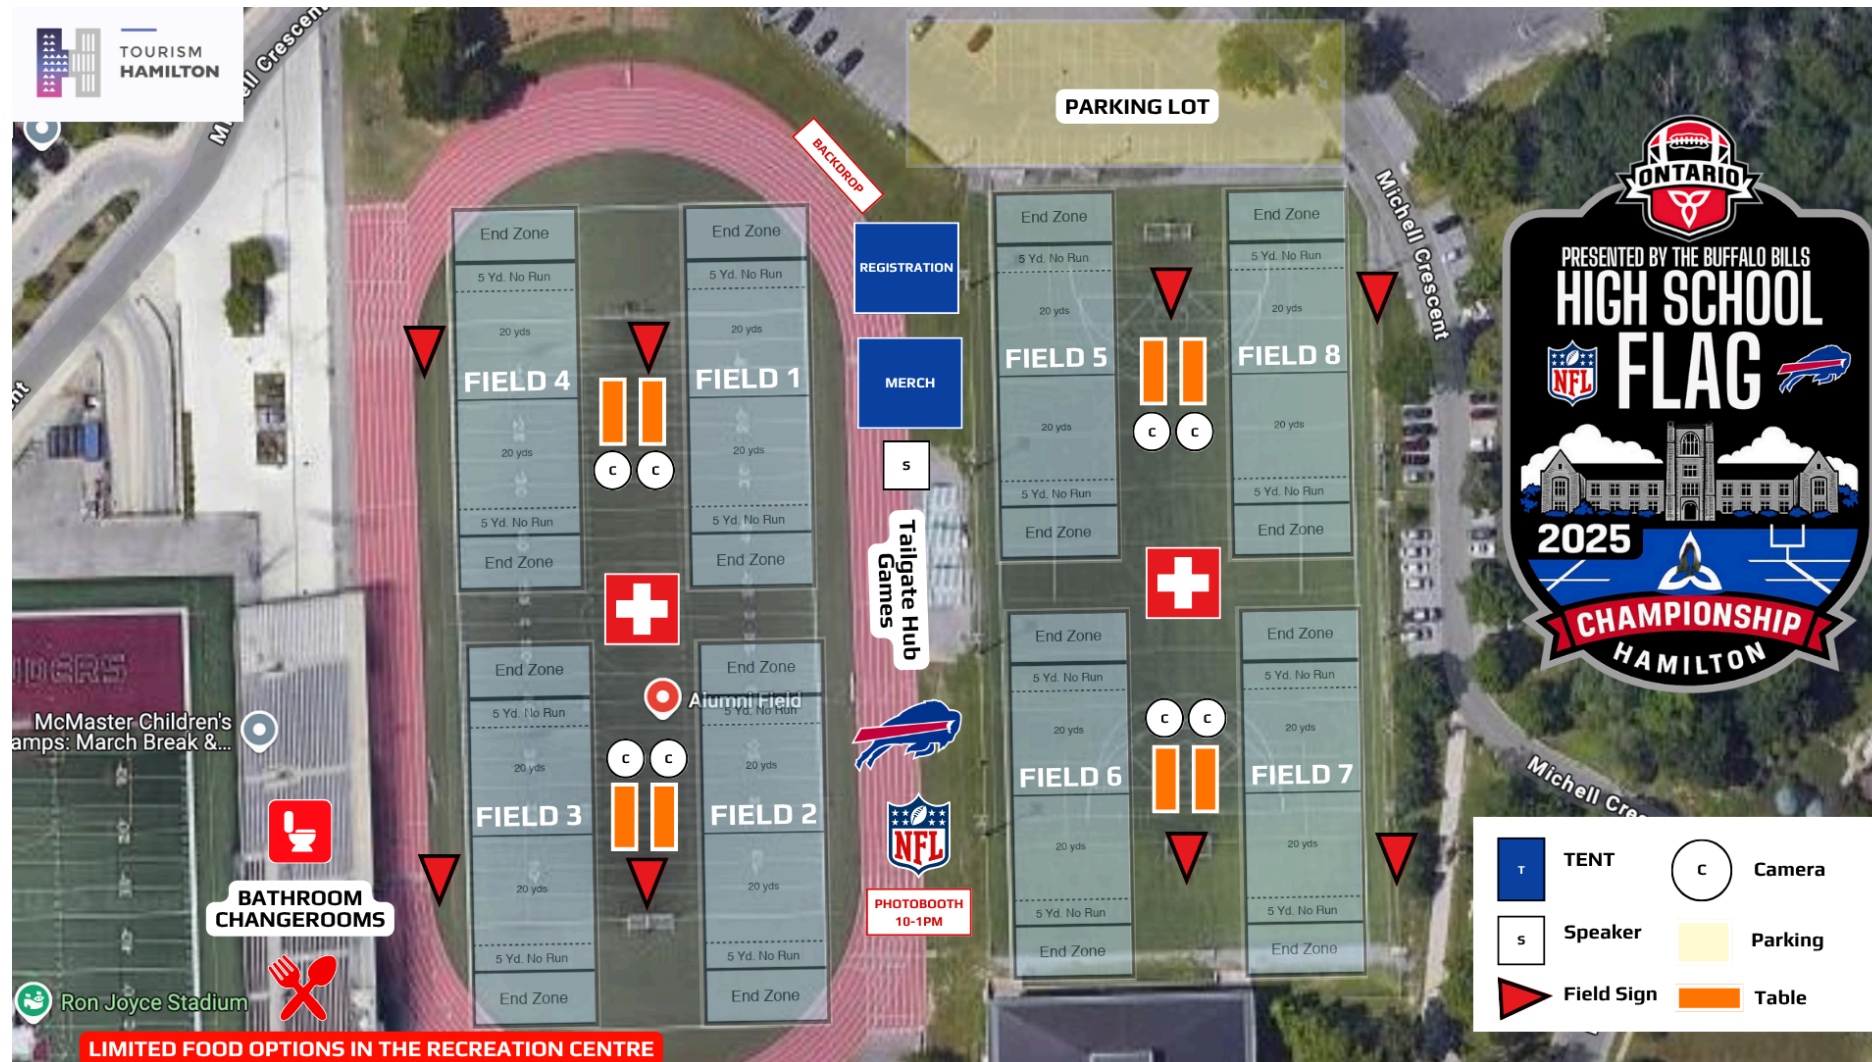 TOURISM
HAMILTON
Michell Crescent
BACKDROP
PARKING LOT
Michell Crescent
REGISTRATION
MERCH
S
Tailgate Hub
Games
PHOTOBOOTH
10-1PM
End Zone
5 Yd. No Run
20 yds
FIELD 4
20 yds
5 Yd. No Run
End Zone
End Zone
5 Yd. No Run
20 yds
FIELD 1
20 yds
5 Yd. No Run
End Zone
C
C
End Zone
5 Yd. No Run
20 yds
FIELD 3
20 yds
5 Yd. No Run
End Zone
Alumni Field
End Zone
5 Yd. No Run
20 yds
FIELD 2
20 yds
5 Yd. No Run
End Zone
C
C
End Zone
5 Yd. No Run
20 yds
FIELD 5
20 yds
5 Yd. No Run
End Zone
End Zone
5 Yd. No Run
20 yds
FIELD 8
20 yds
5 Yd. No Run
End Zone
C
C
End Zone
5 Yd. No Run
20 yds
FIELD 6
20 yds
5 Yd. No Run
End Zone
End Zone
5 Yd. No Run
20 yds
FIELD 7
20 yds
5 Yd. No Run
End Zone
C
C
NFL
McMaster Children's
amps: March Break &...
BATHROOM
CHANGEROOMS
Ron Joyce Stadium
LIMITED FOOD OPTIONS IN THE RECREATION CENTRE
ONTARIO
PRESENTED BY THE BUFFALO BILLS
HIGH SCHOOL
NFL
FLAG
2025
CHAMPIONSHIP
HAMILTON
Michell Cres
T
TENT
C
Camera
S
Speaker
Parking
Field Sign
Table